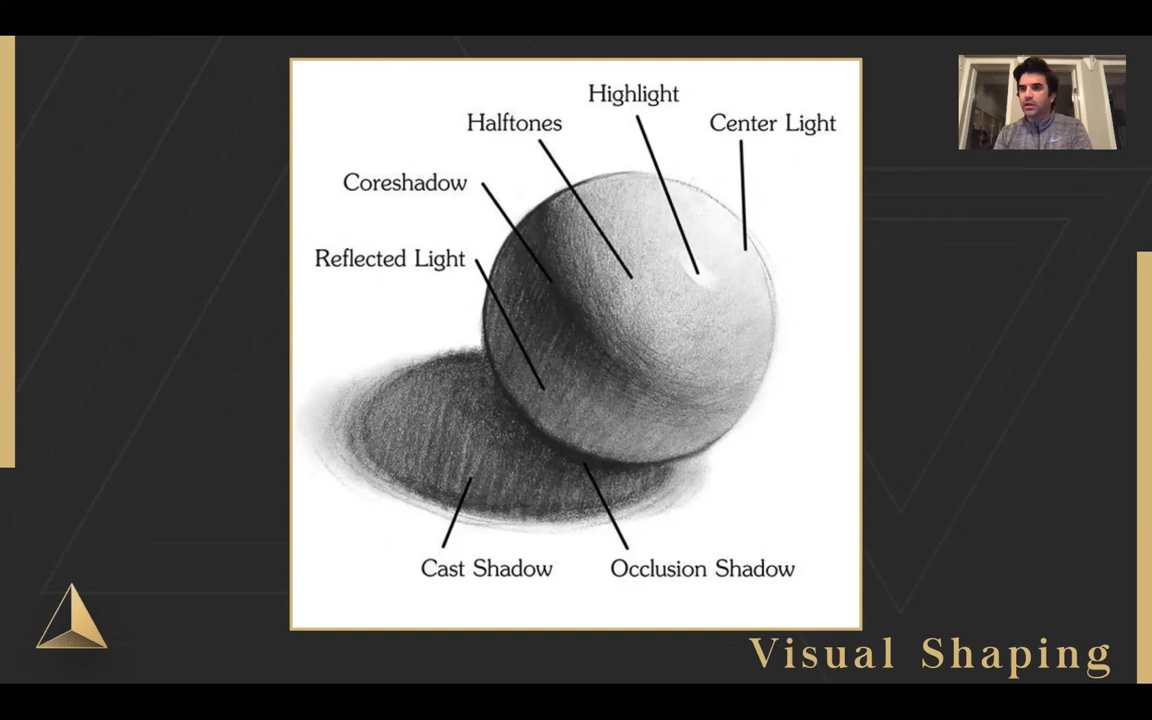 Highlight
Halftones
Center Light
Coreshadow
Reflected Light
Cast Shadow
Occlusion Shadow
Visual Shaping